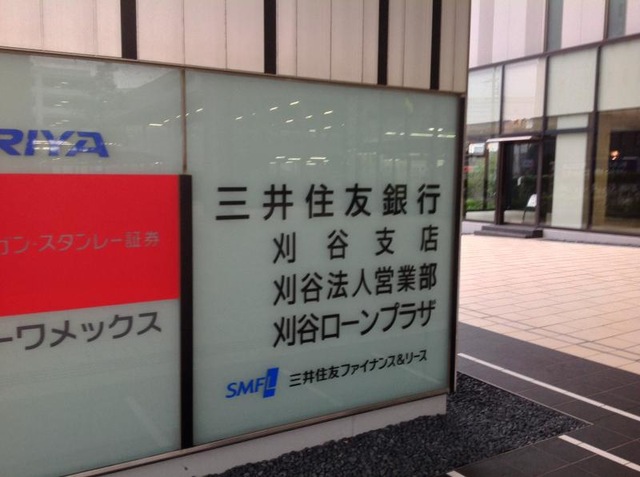 RIYA
カン・スタンレー証券
ーワメックス
三井住友銀行
刈谷支店
刈谷法人営業部
刈谷ローンプラザ
SMFL 三井住友ファイナンス&リース